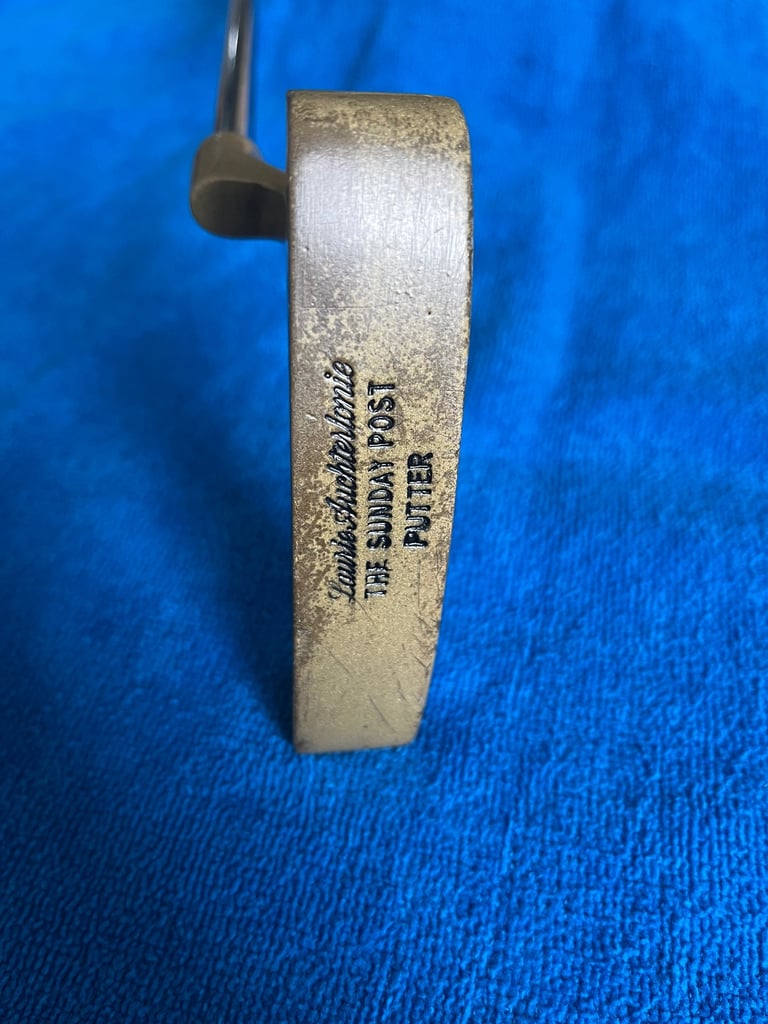 Laurie Auchterlonie
THE SUNDAY POST
PUTTER